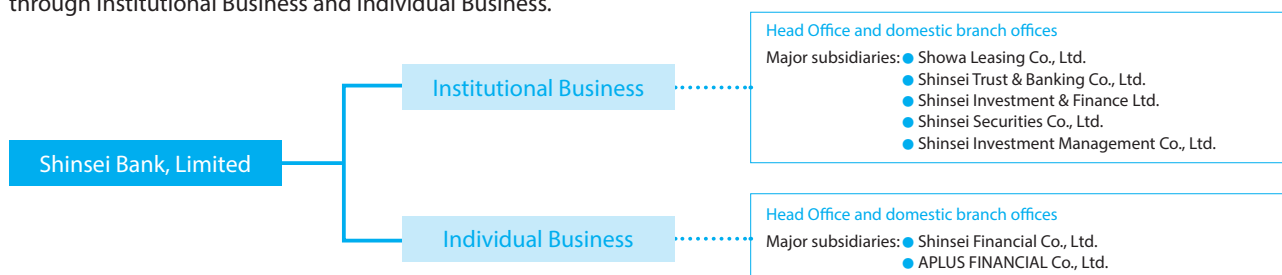 through Institutional Business and Individual Business.
Shinsei Bank, Limited
Institutional Business
Head Office and domestic branch offices
Major subsidiaries: ● Showa Leasing Co., Ltd.
● Shinsei Trust & Banking Co., Ltd.
● Shinsei Investment & Finance Ltd.
● Shinsei Securities Co., Ltd.
● Shinsei Investment Management Co., Ltd.
Individual Business
Head Office and domestic branch offices
Major subsidiaries: ● Shinsei Financial Co., Ltd.
● APLUS FINANCIAL Co., Ltd.